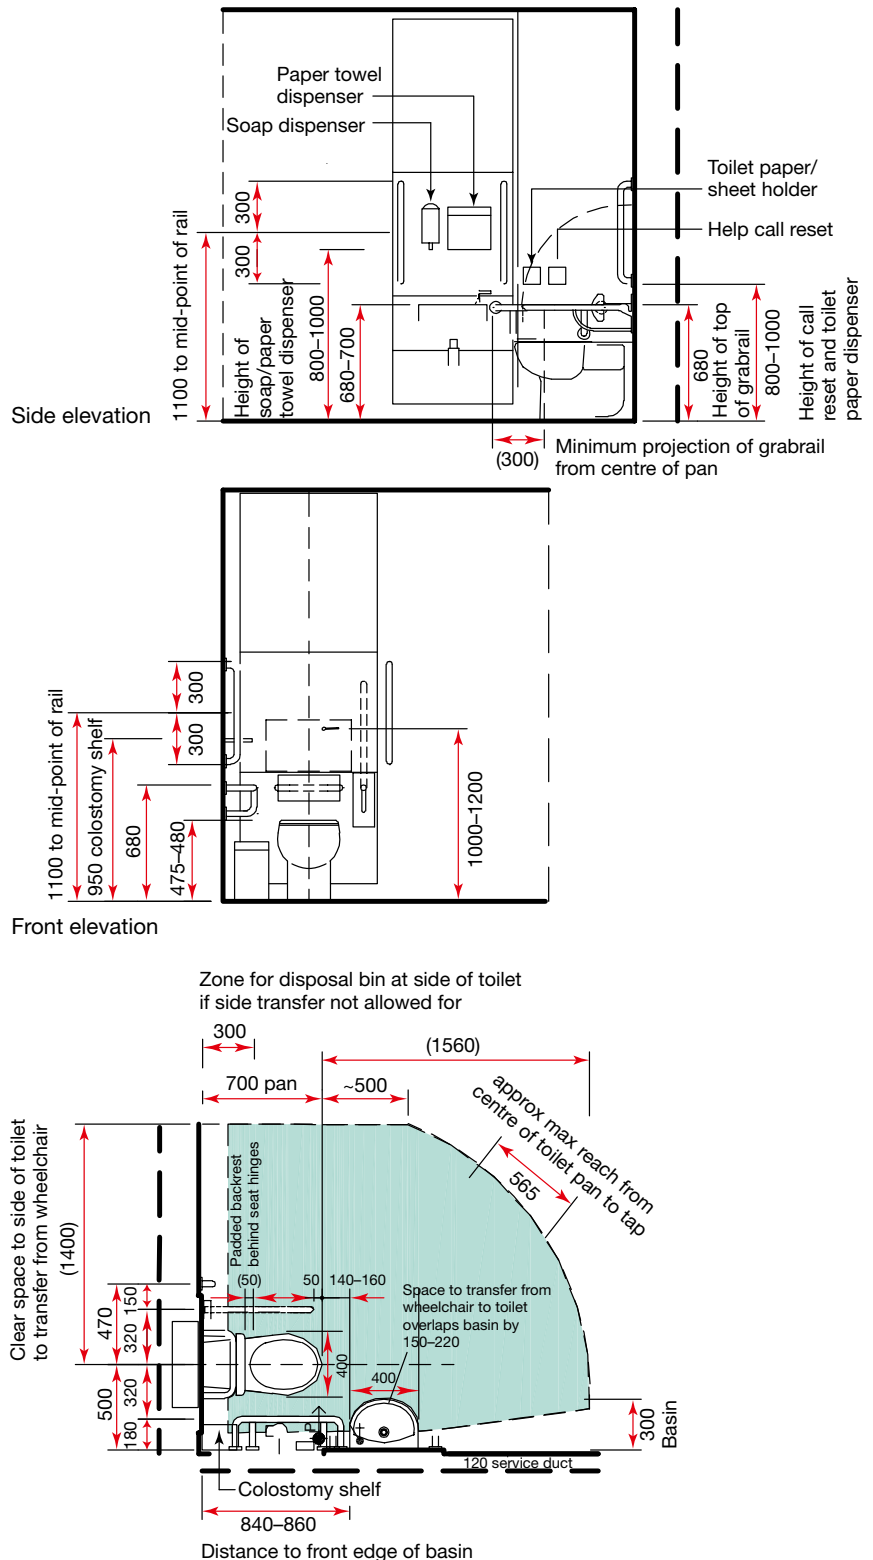 Paper towel
dispenser
Soap dispenser
Toilet paper/
sheet holder
Help call reset
300
300
1100 to mid-point of rail
Height of
soap/paper
towel dispenser
800–1000
680–700
680
Height of top
of grabrail
800–1000
Height of call
reset and toilet
paper dispenser
Side elevation
(300)
Minimum projection of grabrail
from centre of pan
300
300
1100 to mid-point of rail
950 colostomy shelf
680
475–480
1000–1200
Front elevation
Zone for disposal bin at side of toilet
if side transfer not allowed for
300
(1560)
700 pan
~500
approx max reach from
centre of toilet pan to tap
565
Clear space to side of toilet
to transfer from wheelchair
(1400)
Padded backrest
behind seat hinges
(50)
50
140–160
Space to transfer from
wheelchair to toilet
overlaps basin by
150–220
470
150
320
400
400
500
320
180
300
Basin
120 service duct
Colostomy shelf
840–860
Distance to front edge of basin